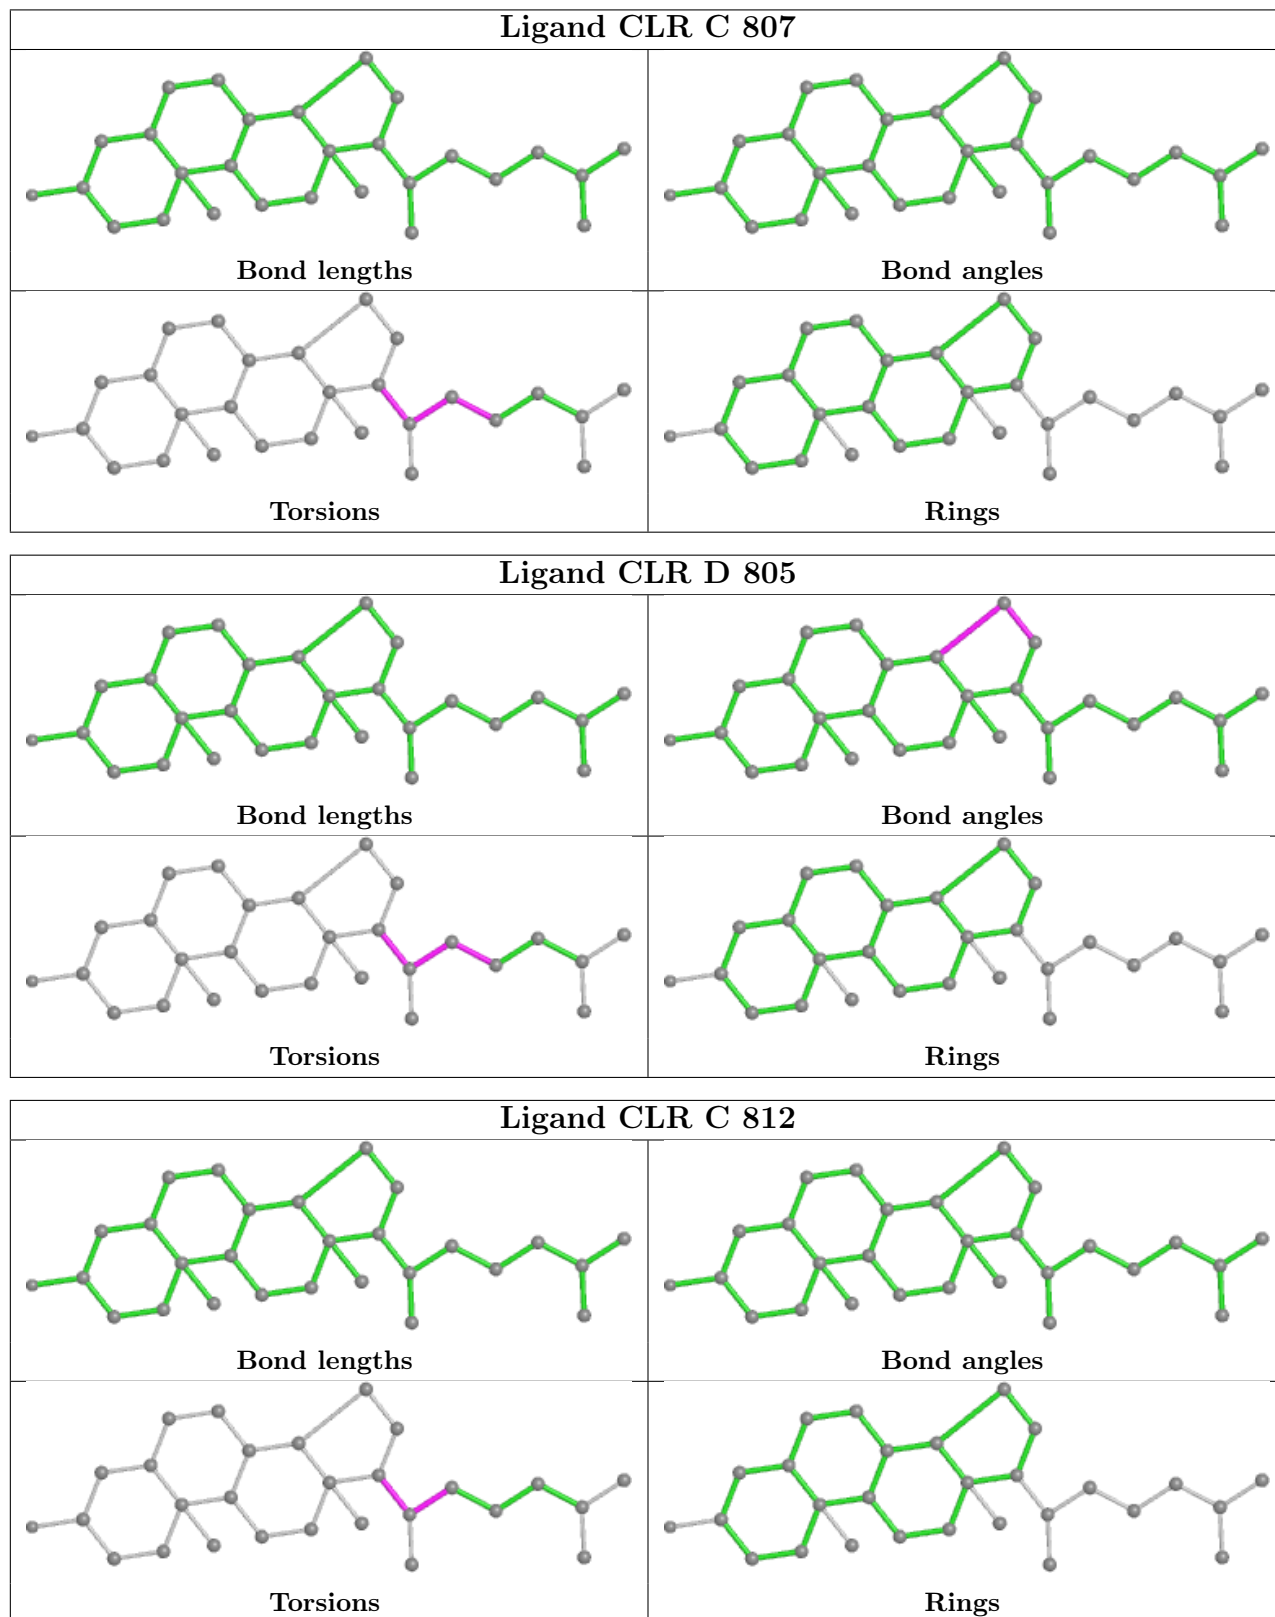 Ligand CLR C 807
Bond lengths
Bond angles
Torsions
Rings
Ligand CLR D 805
Bond lengths
Bond angles
Torsions
Rings
Ligand CLR C 812
Bond lengths
Bond angles
Torsions
Rings